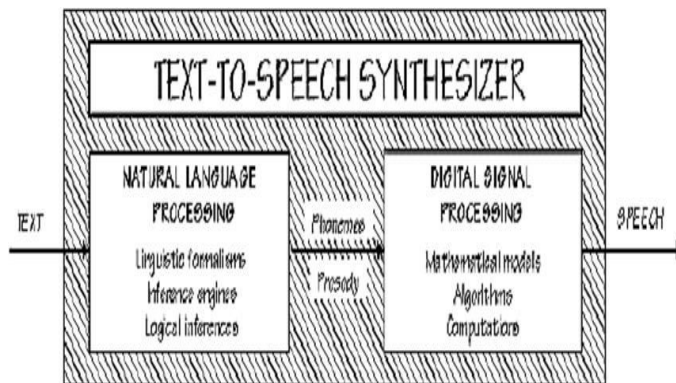 TEXT-TO-SPEECH SYNTHESIZER
TEXT
NATURAL LANGUAGE
PROCESSING
Linguistic formalisms
Inference engines
Logical inferences
Phonemes
Prosody
DIGITAL SIGNAL
PROCESSING
Mathematical models
Algorithms
Computations
SPEECH